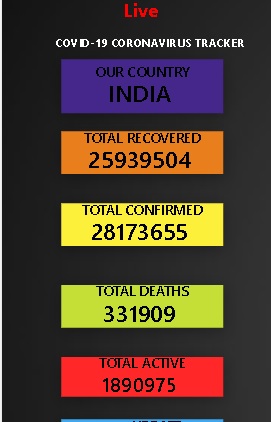 Live
COVID-19 CORONAVIRUS TRACKER
OUR COUNTRY
INDIA
TOTAL RECOVERED
25939504
TOTAL CONFIRMED
28173655
TOTAL DEATHS
331909
TOTAL ACTIVE
1890975